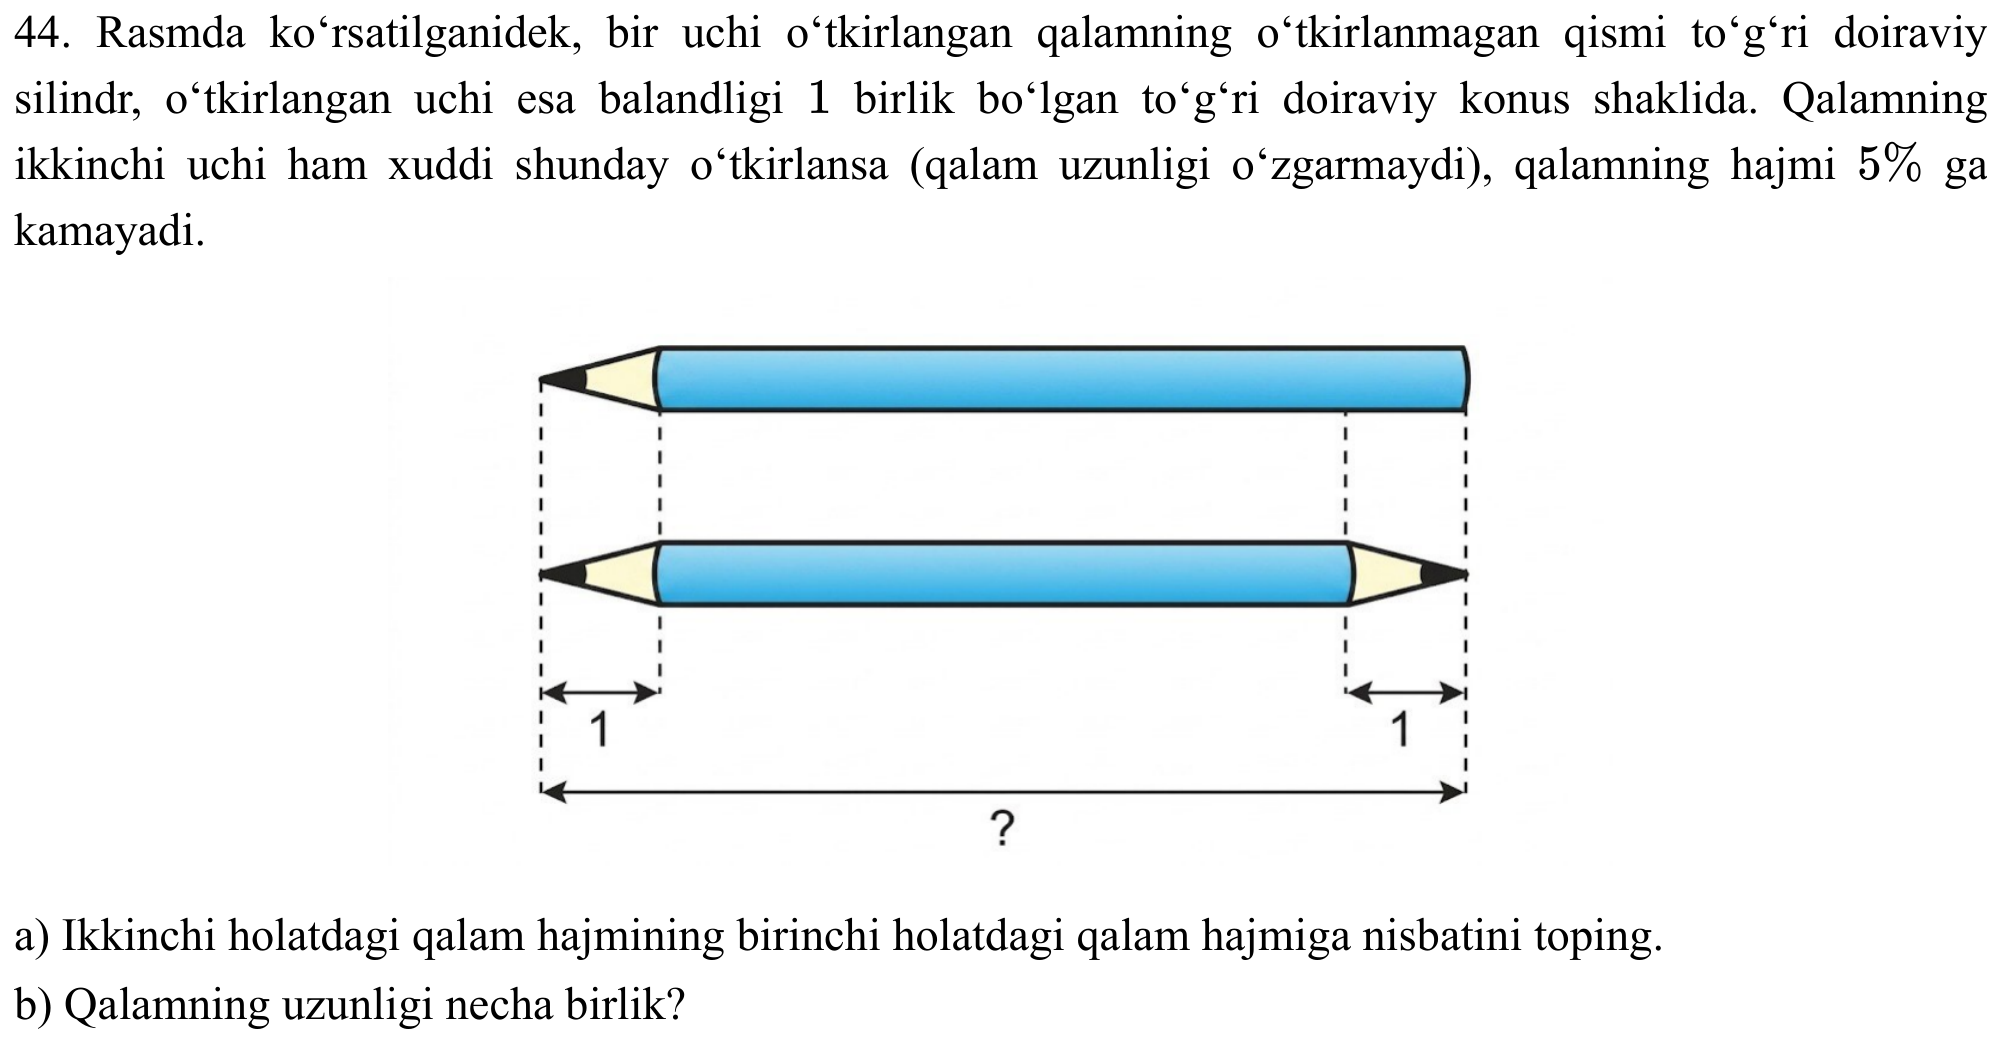 44. Rasmda ko‘rsatilganidek, bir uchi o‘tkirlangan qalamning o‘tkirlanmagan qismi to‘g‘ri doiraviy
silindr, o‘tkirlangan uchi esa balandligi 1 birlik bo‘lgan to‘g‘ri doiraviy konus shaklida. Qalamning
ikkinchi uchi ham xuddi shunday o‘tkirlansa (qalam uzunligi o‘zgarmaydi), qalamning hajmi 5% ga
kamayadi.
1
1
?
a) Ikkinchi holatdagi qalam hajmining birinchi holatdagi qalam hajmiga nisbatini toping.
b) Qalamning uzunligi necha birlik?